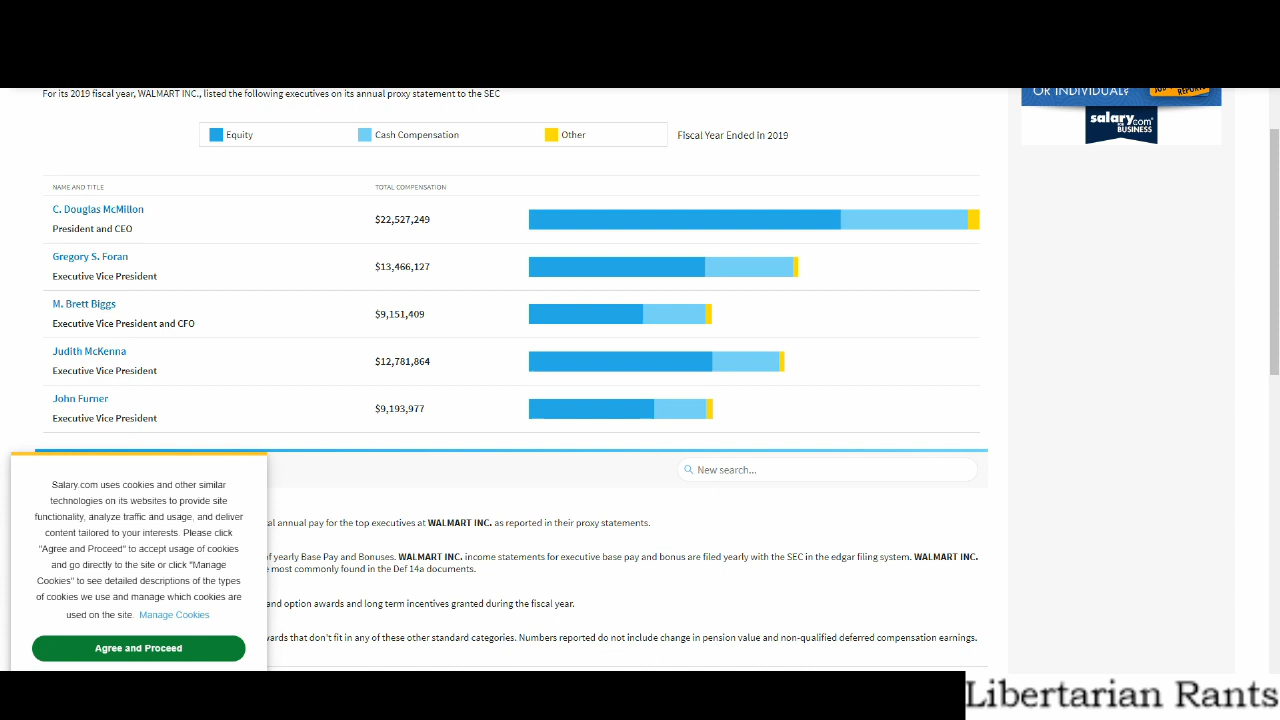 For its 2019 fiscal year, WALMART INC., listed the following executives on its annual proxy statement to the SEC
OR INDIVIDUAL?
salary.com
BUSINESS
Equity
Cash Compensation
Other
Fiscal Year Ended in 2019
NAME AND TITLE
TOTAL COMPENSATION
C. Douglas McMillon
President and CEO
$22,527,249
Gregory S. Foran
Executive Vice President
$13,466,127
M. Brett Biggs
Executive Vice President and CFO
$9,151,409
Judith McKenna
Executive Vice President
$12,781,864
John Furner
Executive Vice President
$9,193,977
New search...
Salary.com uses cookies and other similar
technologies on its websites to provide site
functionality, analyze traffic and usage, and deliver
content tailored to your interests. Please click
"Agree and Proceed" to accept usage of cookies
and go directly to the site or click "Manage
Cookies" to see detailed descriptions of the types
of cookies we use and manage which cookies are
used on the site. Manage Cookies
Agree and Proceed
al annual pay for the top executives at WALMART INC. as reported in their proxy statements.
of yearly Base Pay and Bonuses. WALMART INC. income statements for executive base pay and bonus are filed yearly with the SEC in the edgar filing system. WALMART INC.
most commonly found in the Def 14a documents.
and option awards and long term incentives granted during the fiscal year.
wards that don't fit in any of these other standard categories. Numbers reported do not include change in pension value and non-qualified deferred compensation earnings.
Libertarian Rants